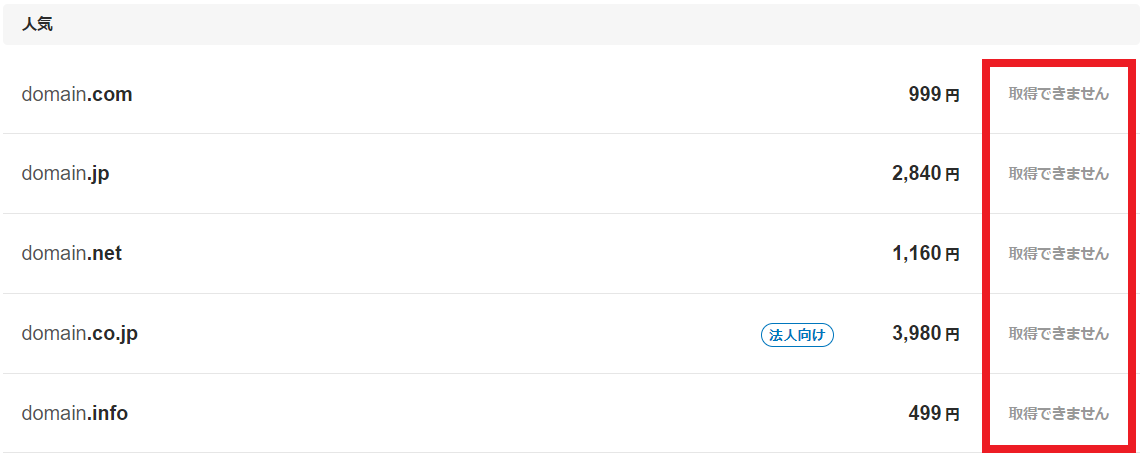 人気
domain.com 999 円 取得できません
domain.jp 2,840 円 取得できません
domain.net 1,160 円 取得できません
domain.co.jp 法人向け 3,980 円 取得できません
domain.info 499 円 取得できません